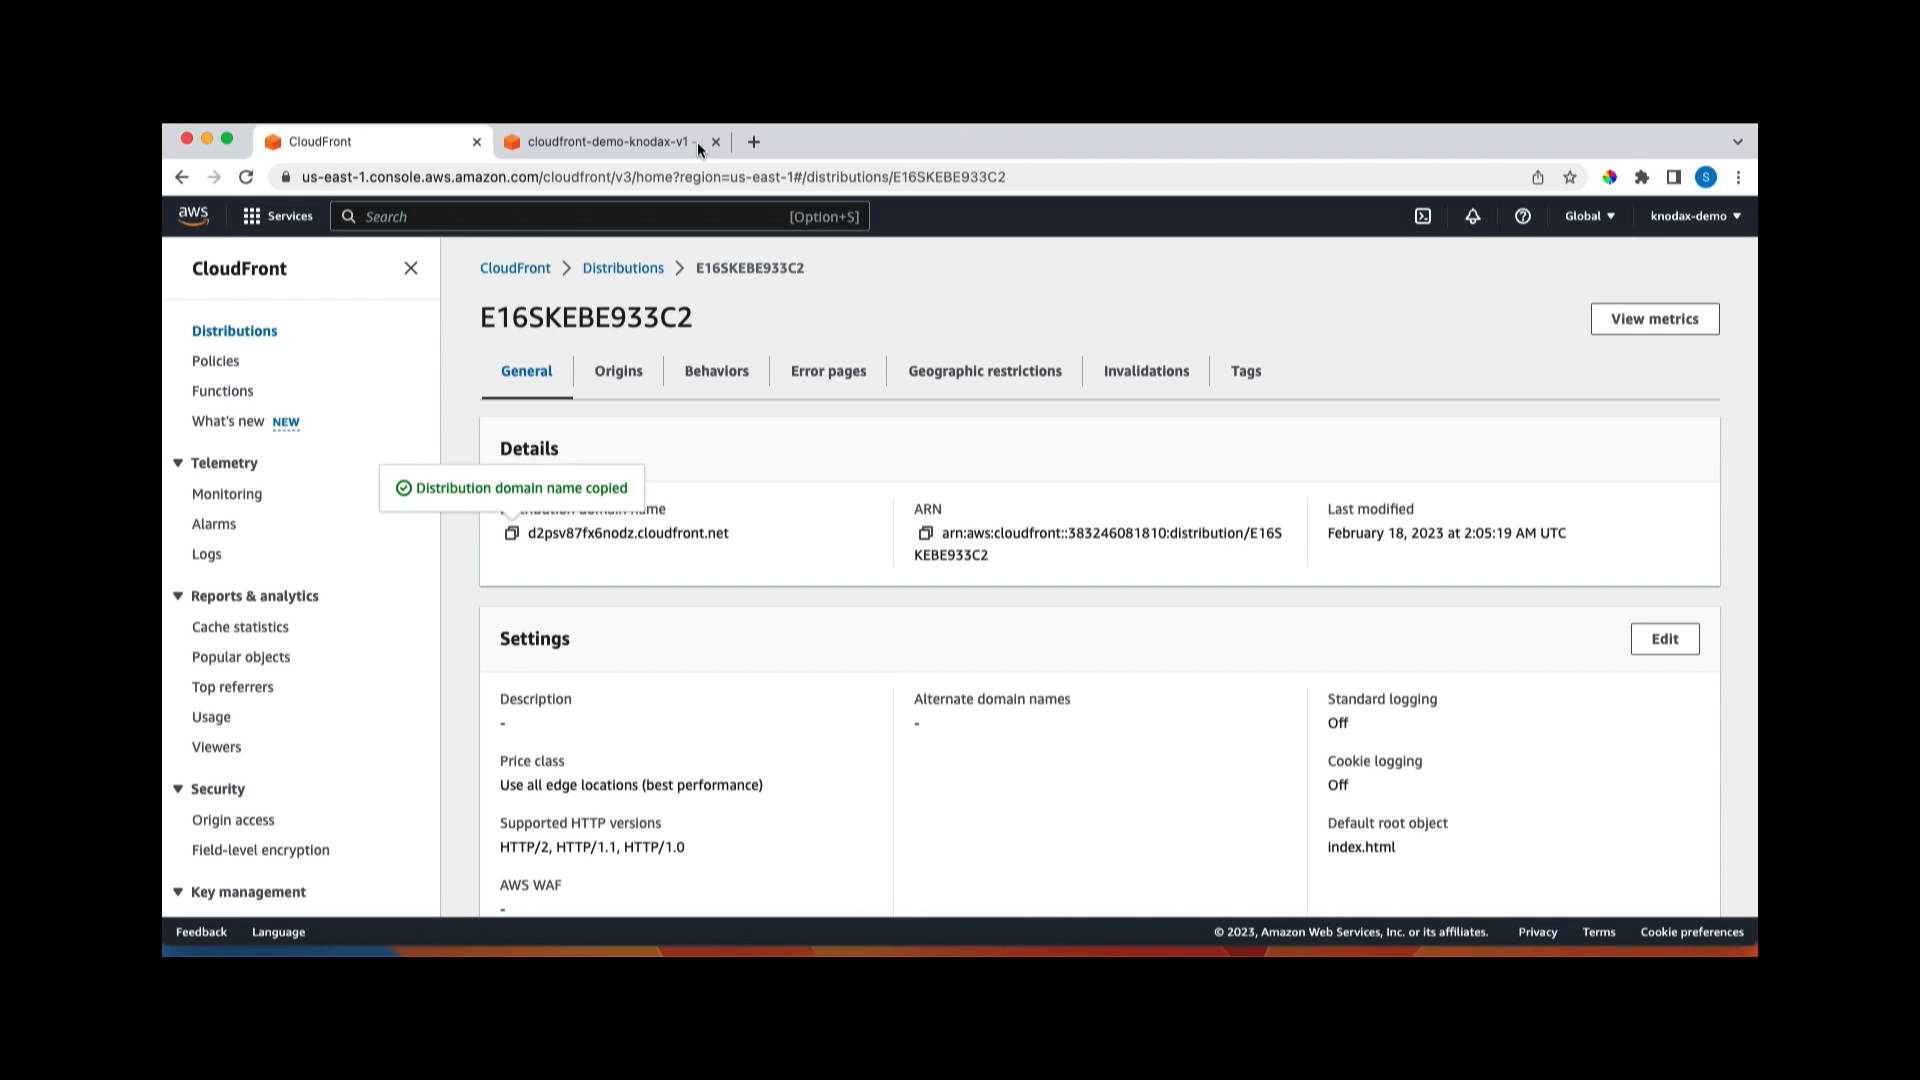 CloudFront
cloudfront-demo-knodax-v1 -
us-east-1.console.aws.amazon.com/cloudfront/v3/home?region=us-east-1#/distributions/E16SKEBE933C2
S
aws
Services
Search
[Option+S]
Global
knodax-demo
CloudFront
Distributions
Policies
Functions
What's new NEW
Telemetry
Monitoring
Alarms
Logs
Reports & analytics
Cache statistics
Popular objects
Top referrers
Usage
Viewers
Security
Origin access
Field-level encryption
Key management
CloudFront
Distributions
E16SKEBE933C2
E16SKEBE933C2
View metrics
General
Origins
Behaviors
Error pages
Geographic restrictions
Invalidations
Tags
Details
Distribution domain name copied
d2psv87fx6nodz.cloudfront.net
ARN
arn:aws:cloudfront::383246081810:distribution/E16S
KEBE933C2
Last modified
February 18, 2023 at 2:05:19 AM UTC
Settings
Edit
Description
-
Price class
Use all edge locations (best performance)
Supported HTTP versions
HTTP/2, HTTP/1.1, HTTP/1.0
AWS WAF
-
Alternate domain names
-
Standard logging
Off
Cookie logging
Off
Default root object
index.html
Feedback
Language
© 2023, Amazon Web Services, Inc. or its affiliates.
Privacy
Terms
Cookie preferences